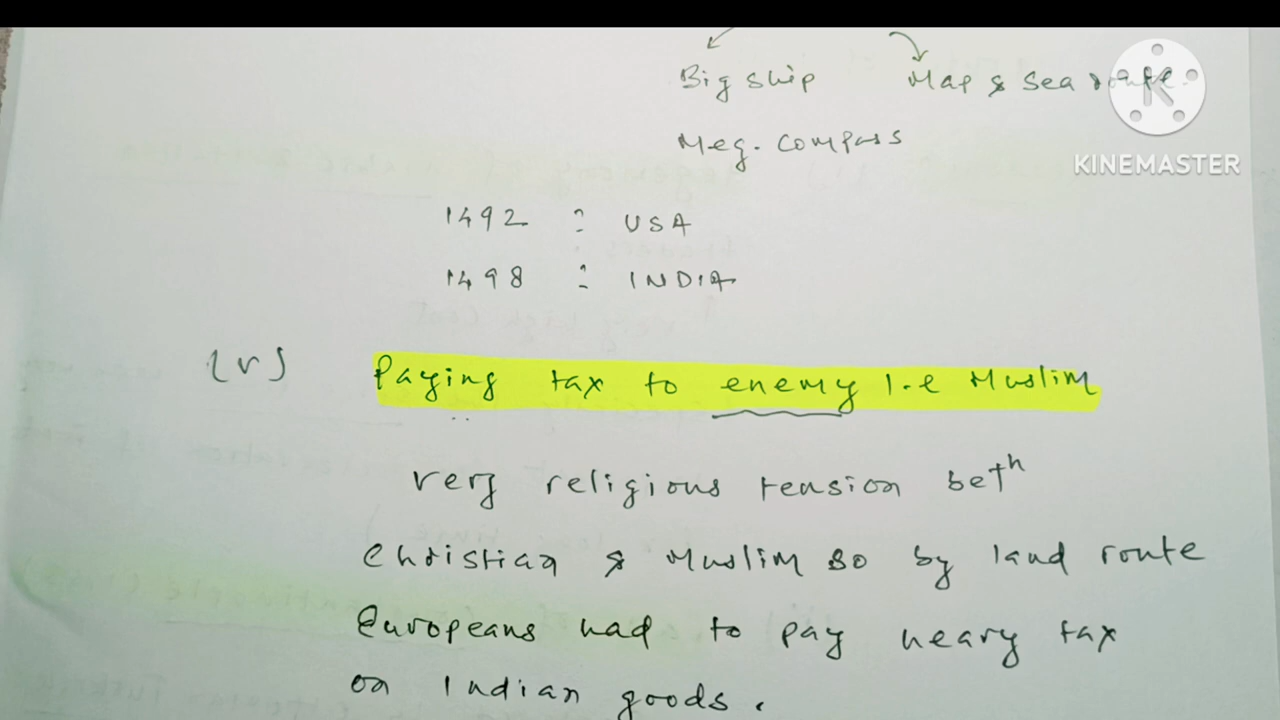 Big ship Map & Sea route.
Meg. Compass
KINEMASTER
1492 : USA
1498 : INDIA
(v) Paying tax to enemy i.e Muslim
very religious tension betn
Christian & Muslim so by land route
Europeans had to pay heavy tax
on Indian goods.